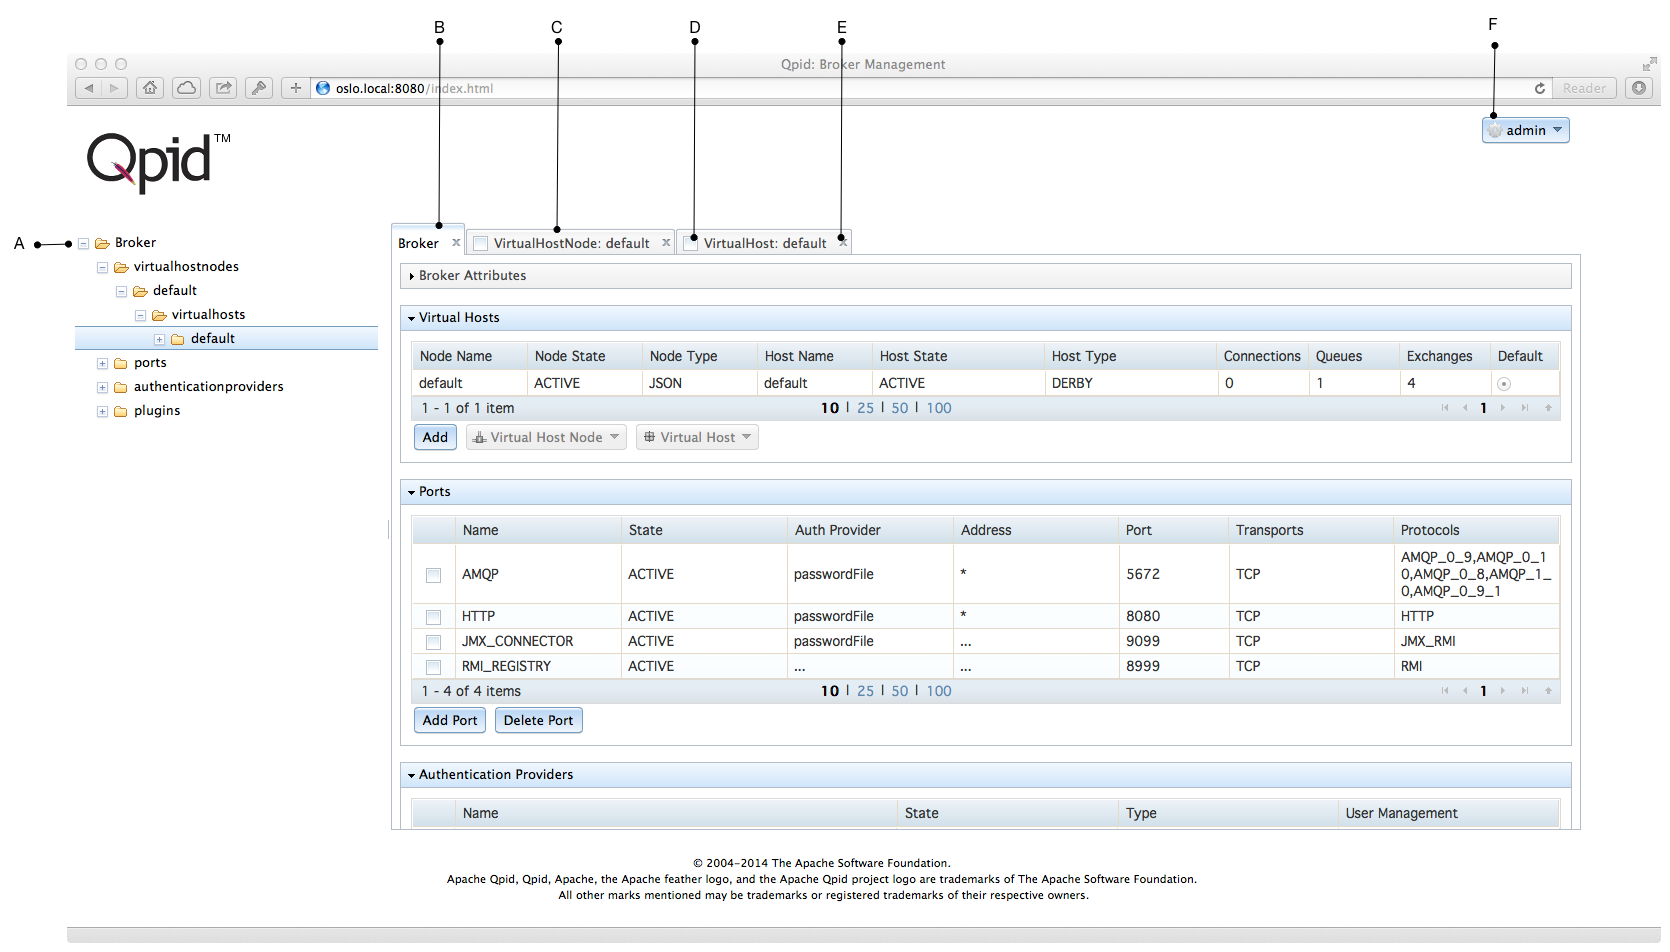 B C D E F
Qpid: Broker Management
oslo.local:8080/index.html
Reader
admin
Qpid™
A
Broker
virtualhostnodes
default
virtualhosts
default
ports
authenticationproviders
plugins
Broker x VirtualHostNode: default x VirtualHost: default x
Broker Attributes
Virtual Hosts
Node Name Node State Node Type Host Name Host State Host Type Connections Queues Exchanges Default
default ACTIVE JSON default ACTIVE DERBY 0 1 4
1 - 1 of 1 item 10 | 25 | 50 | 100 1
Add Virtual Host Node Virtual Host
Ports
Name State Auth Provider Address Port Transports Protocols
AMQP ACTIVE passwordFile * 5672 TCP AMQP_0_9,AMQP_0_1
0,AMQP_0_8,AMQP_1_
0,AMQP_0_9_1
HTTP ACTIVE passwordFile * 8080 TCP HTTP
JMX_CONNECTOR ACTIVE passwordFile ... 9099 TCP JMX_RMI
RMI_REGISTRY ACTIVE ... ... 8999 TCP RMI
1 - 4 of 4 items 10 | 25 | 50 | 100 1
Add Port Delete Port
Authentication Providers
Name State Type User Management
© 2004-2014 The Apache Software Foundation.
Apache Qpid, Qpid, Apache, the Apache feather logo, and the Apache Qpid project logo are trademarks of The Apache Software Foundation.
All other marks mentioned may be trademarks or registered trademarks of their respective owners.